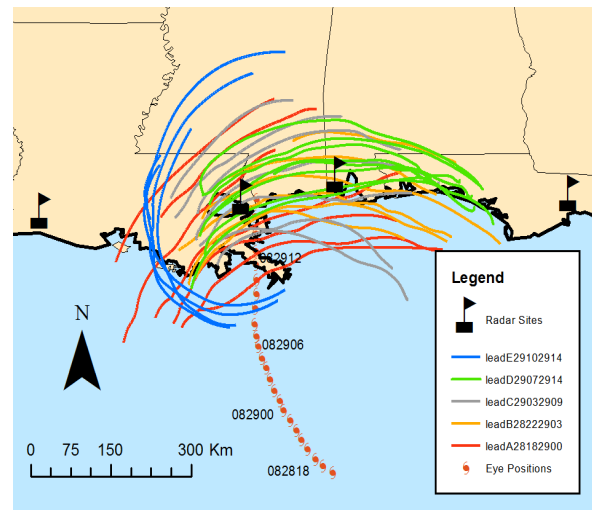 082912
082906
082900
082818
N
0 75 150 300 Km
Legend
Radar Sites
leadE29102914
leadD29072914
leadC29032909
leadB28222903
leadA28182900
Eye Positions